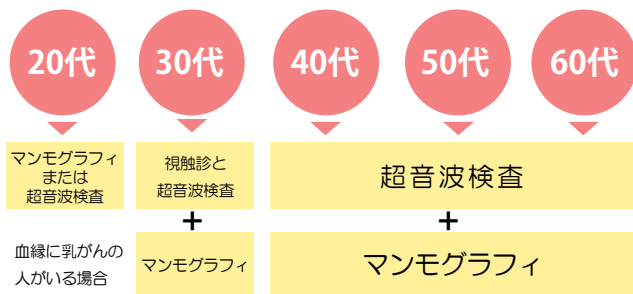 20代
30代
40代
50代
60代
マンモグラフィ
または
超音波検査
視触診と
超音波検査
超音波検査
+
+
血縁に乳がんの
人がいる場合
マンモグラフィ
マンモグラフィ